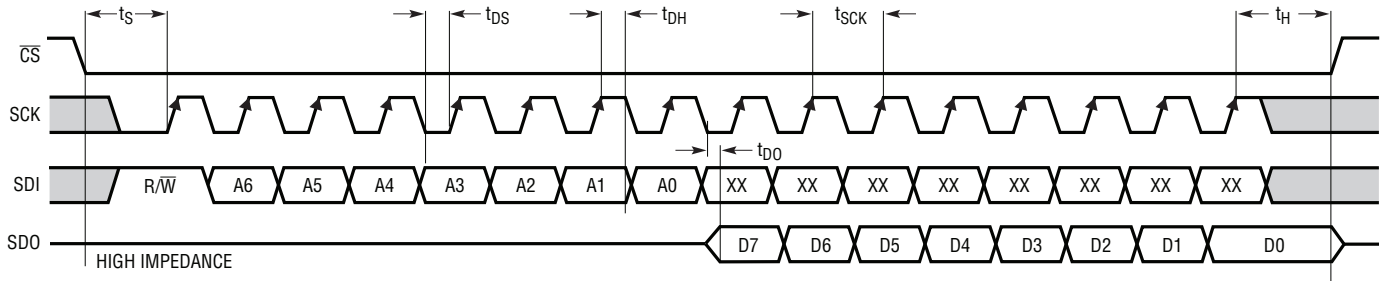 tS tDS tDH tSCK tH
C̅S̅
SCK
tDO
SDI R/W̅ A6 A5 A4 A3 A2 A1 A0 XX XX XX XX XX XX XX XX
SDO D7 D6 D5 D4 D3 D2 D1 D0
HIGH IMPEDANCE